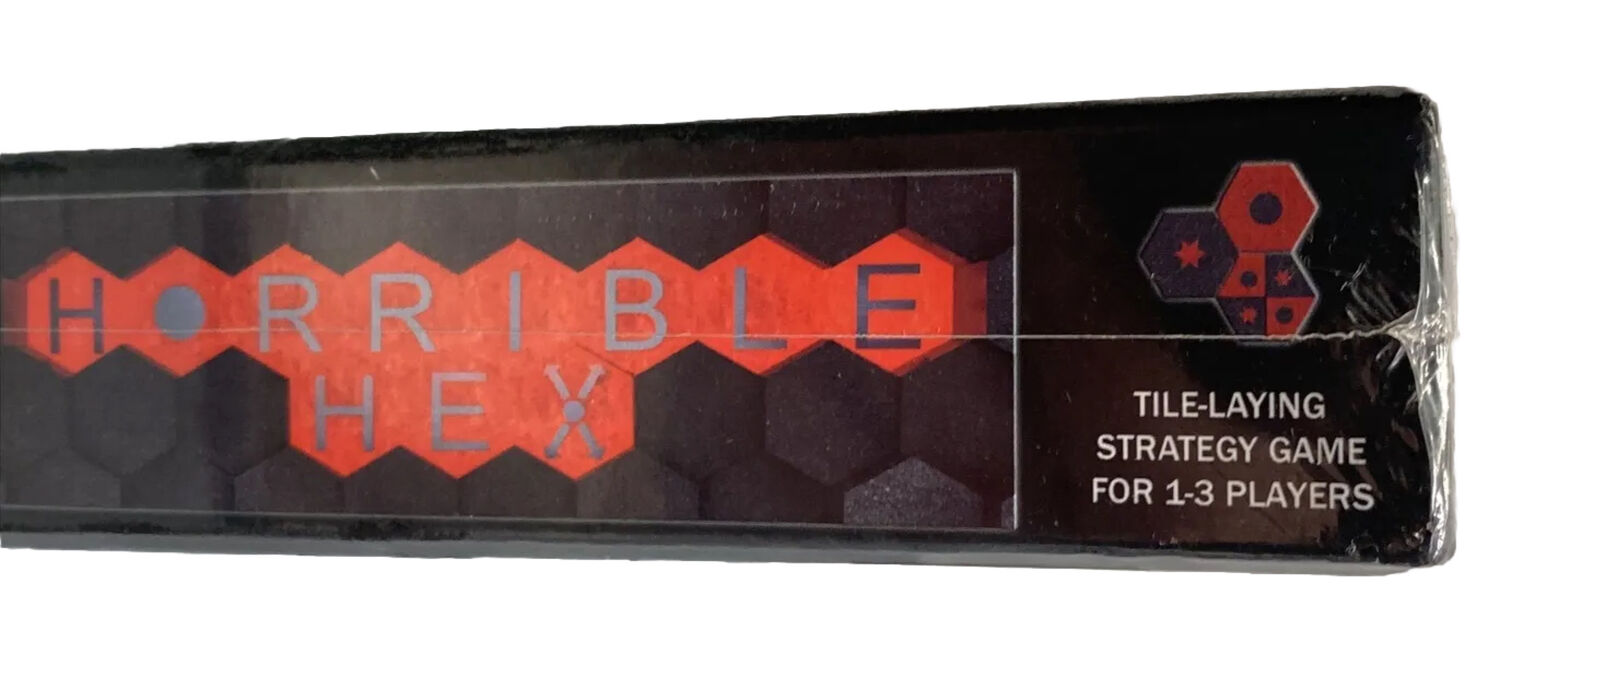 HORRIBLE
HEX
TILE-LAYING
STRATEGY GAME
FOR 1-3 PLAYERS